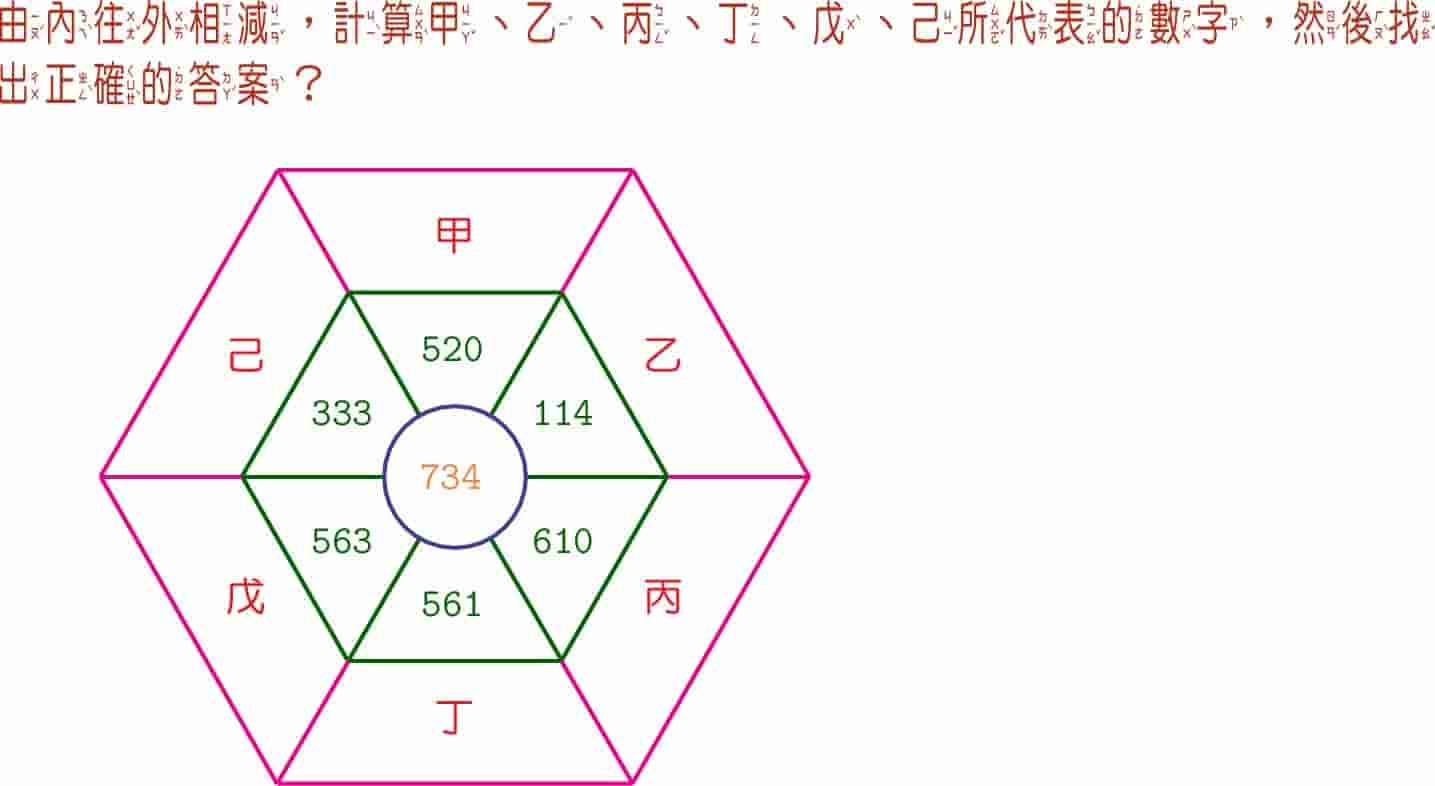 由內往外相減，計算甲、乙、丙、丁、戊、己所代表的數字，然後找
出正確的答案？
甲
己
乙
520
333
114
734
563
610
561
戊
丙
丁